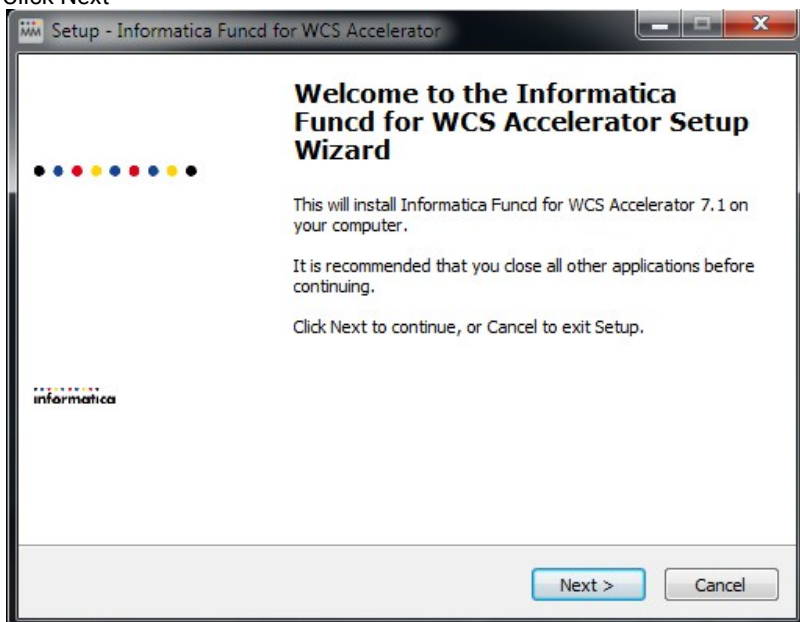 Click Next
Setup - Informatica Funcd for WCS Accelerator
Welcome to the Informatica
Funcd for WCS Accelerator Setup
Wizard
This will install Informatica Funcd for WCS Accelerator 7.1 on
your computer.
It is recommended that you close all other applications before
continuing.
Click Next to continue, or Cancel to exit Setup.
informatica
Next >
Cancel